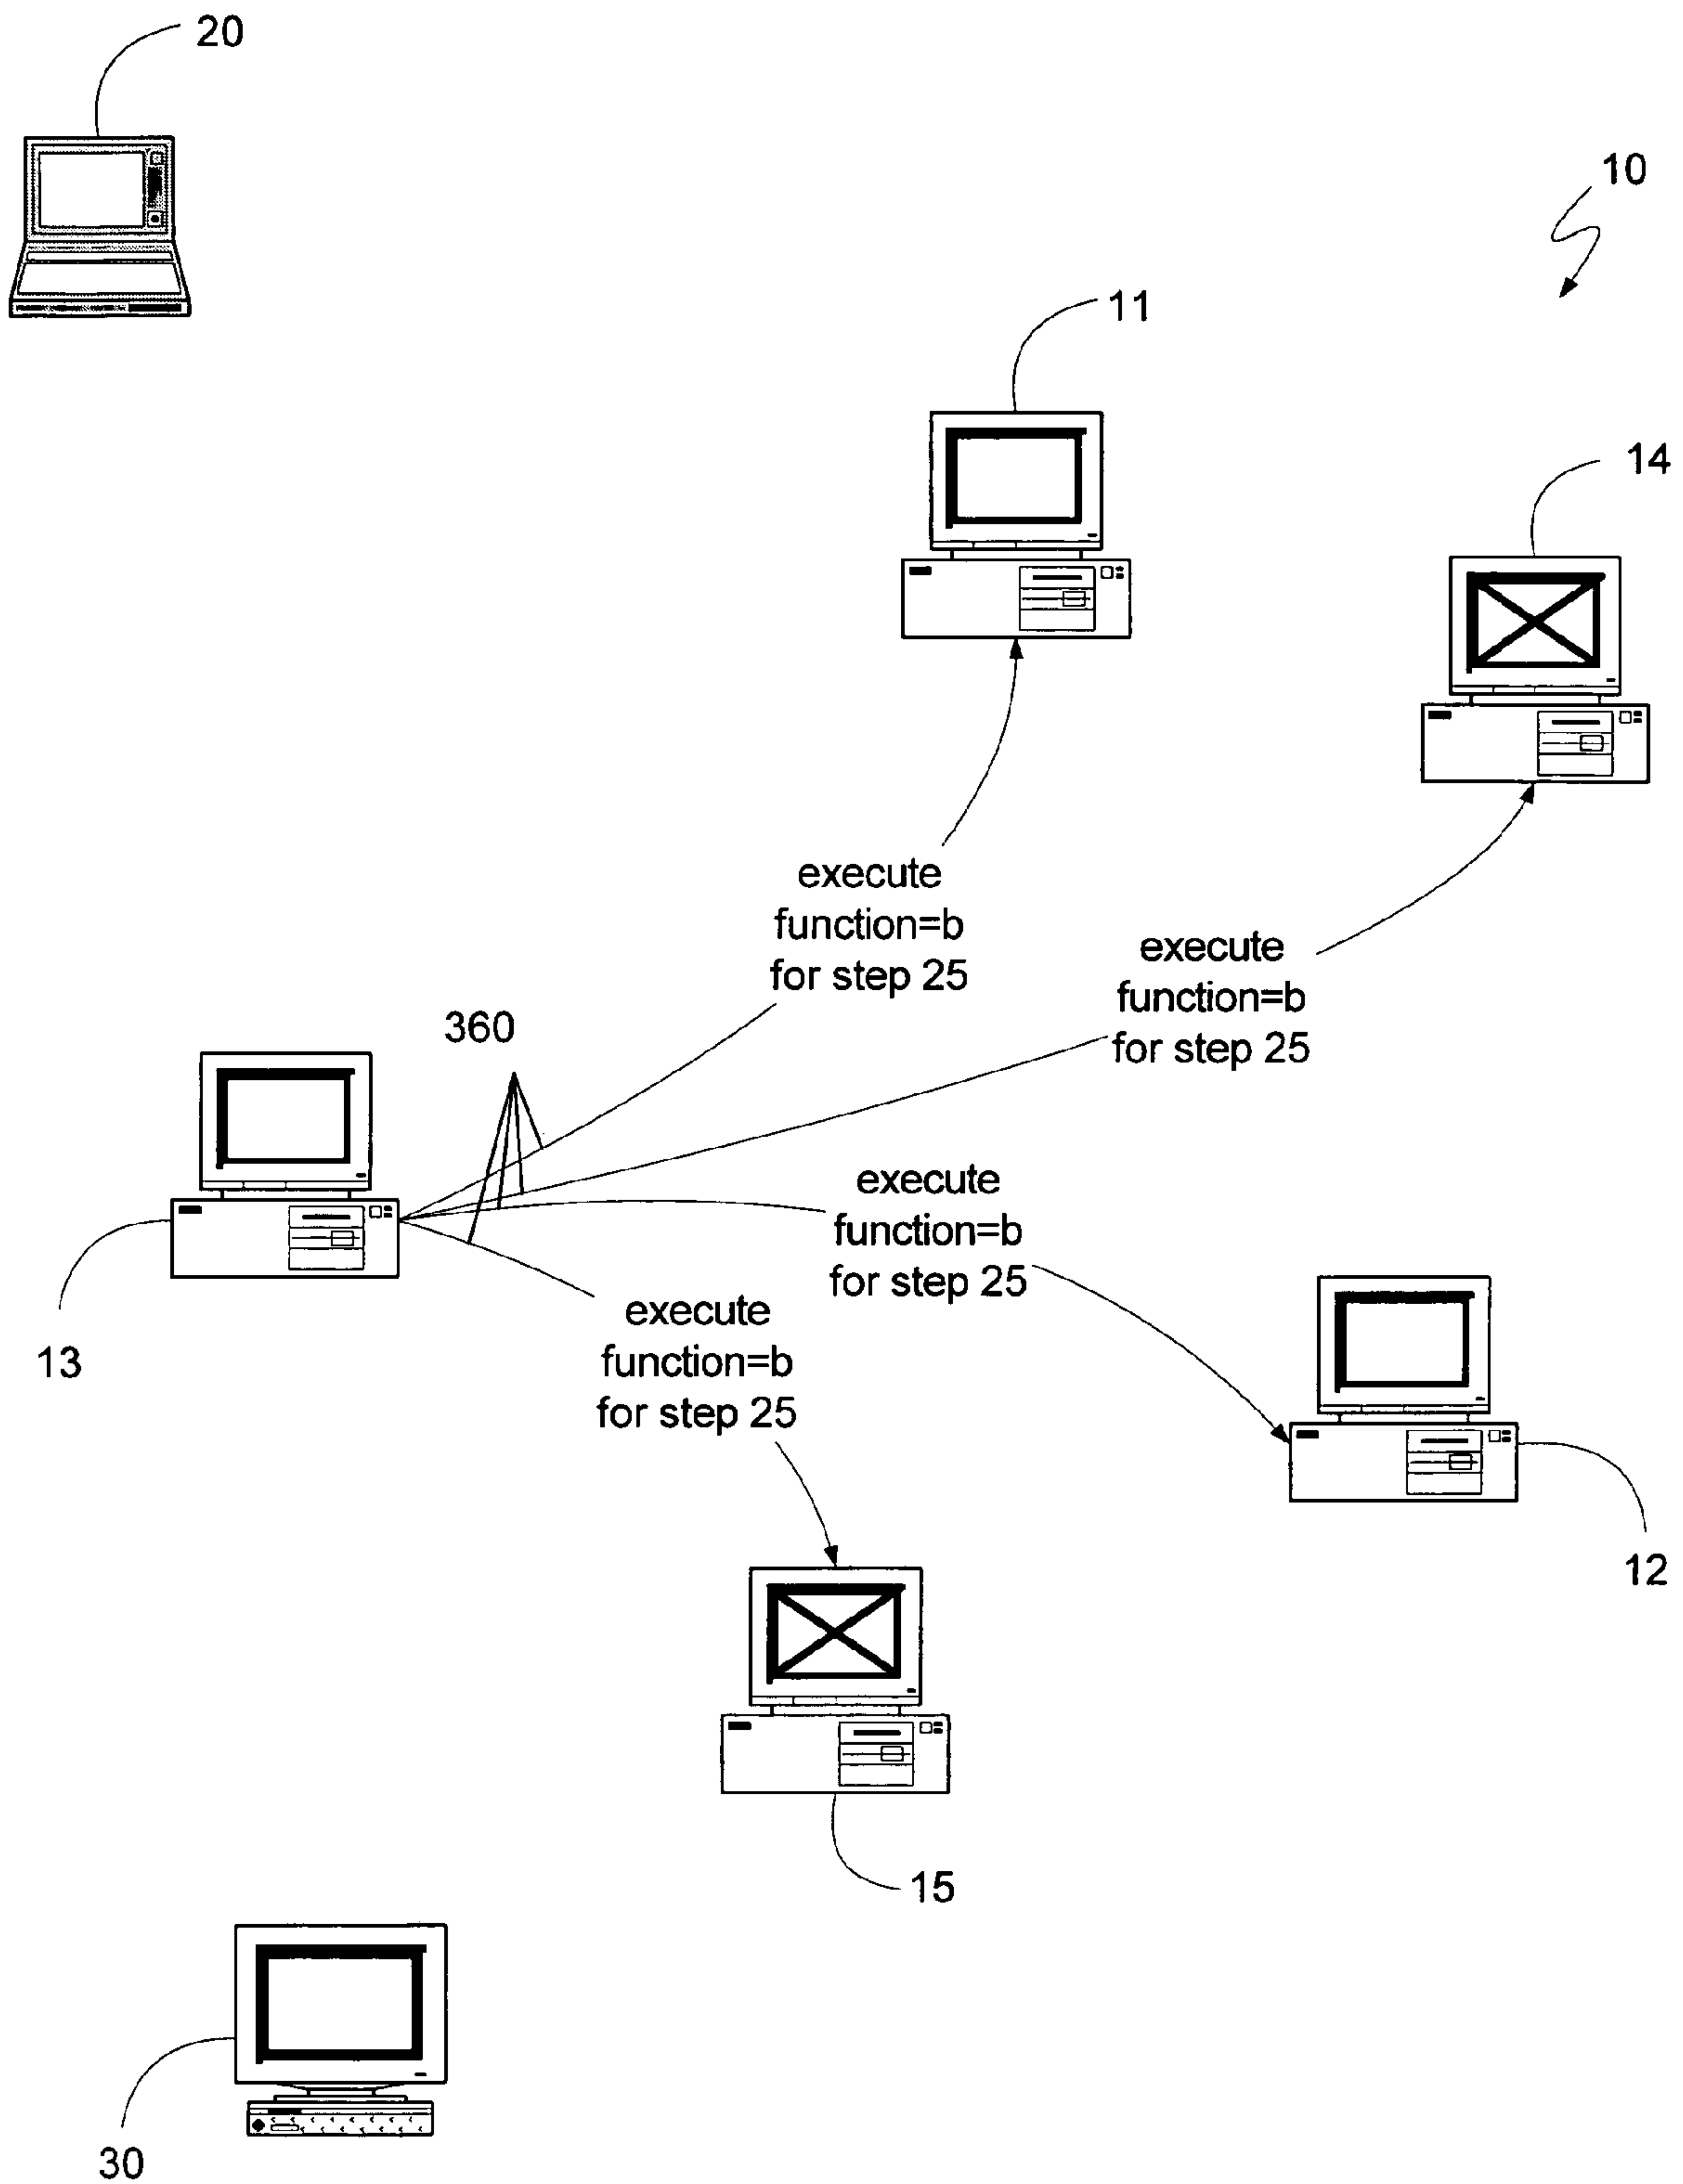 20
10
11
14
execute
function=b
for step 25
execute
function=b
for step 25
360
execute
function=b
for step 25
execute
function=b
for step 25
13
12
15
30